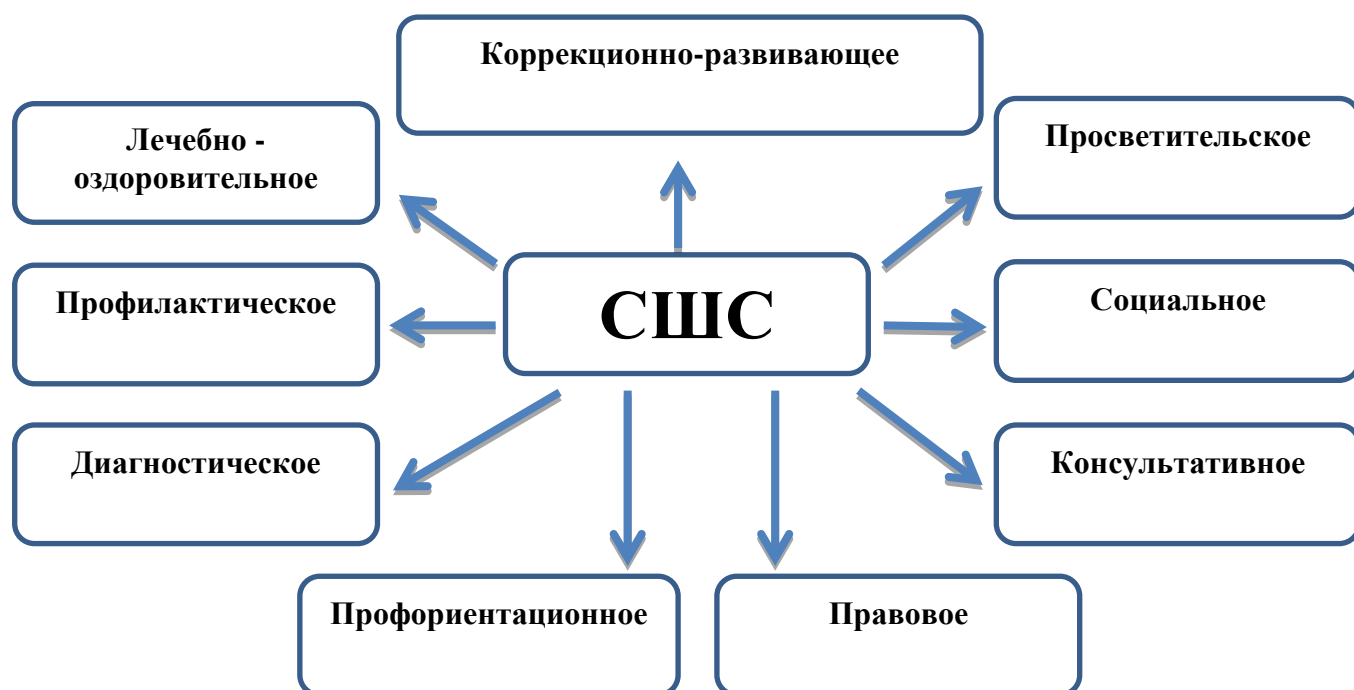 Коррекционно-развивающее
Лечебно -
оздоровительное
Просветительское
Профилактическое
СШС
Социальное
Диагностическое
Консультативное
Профориентационное
Правовое